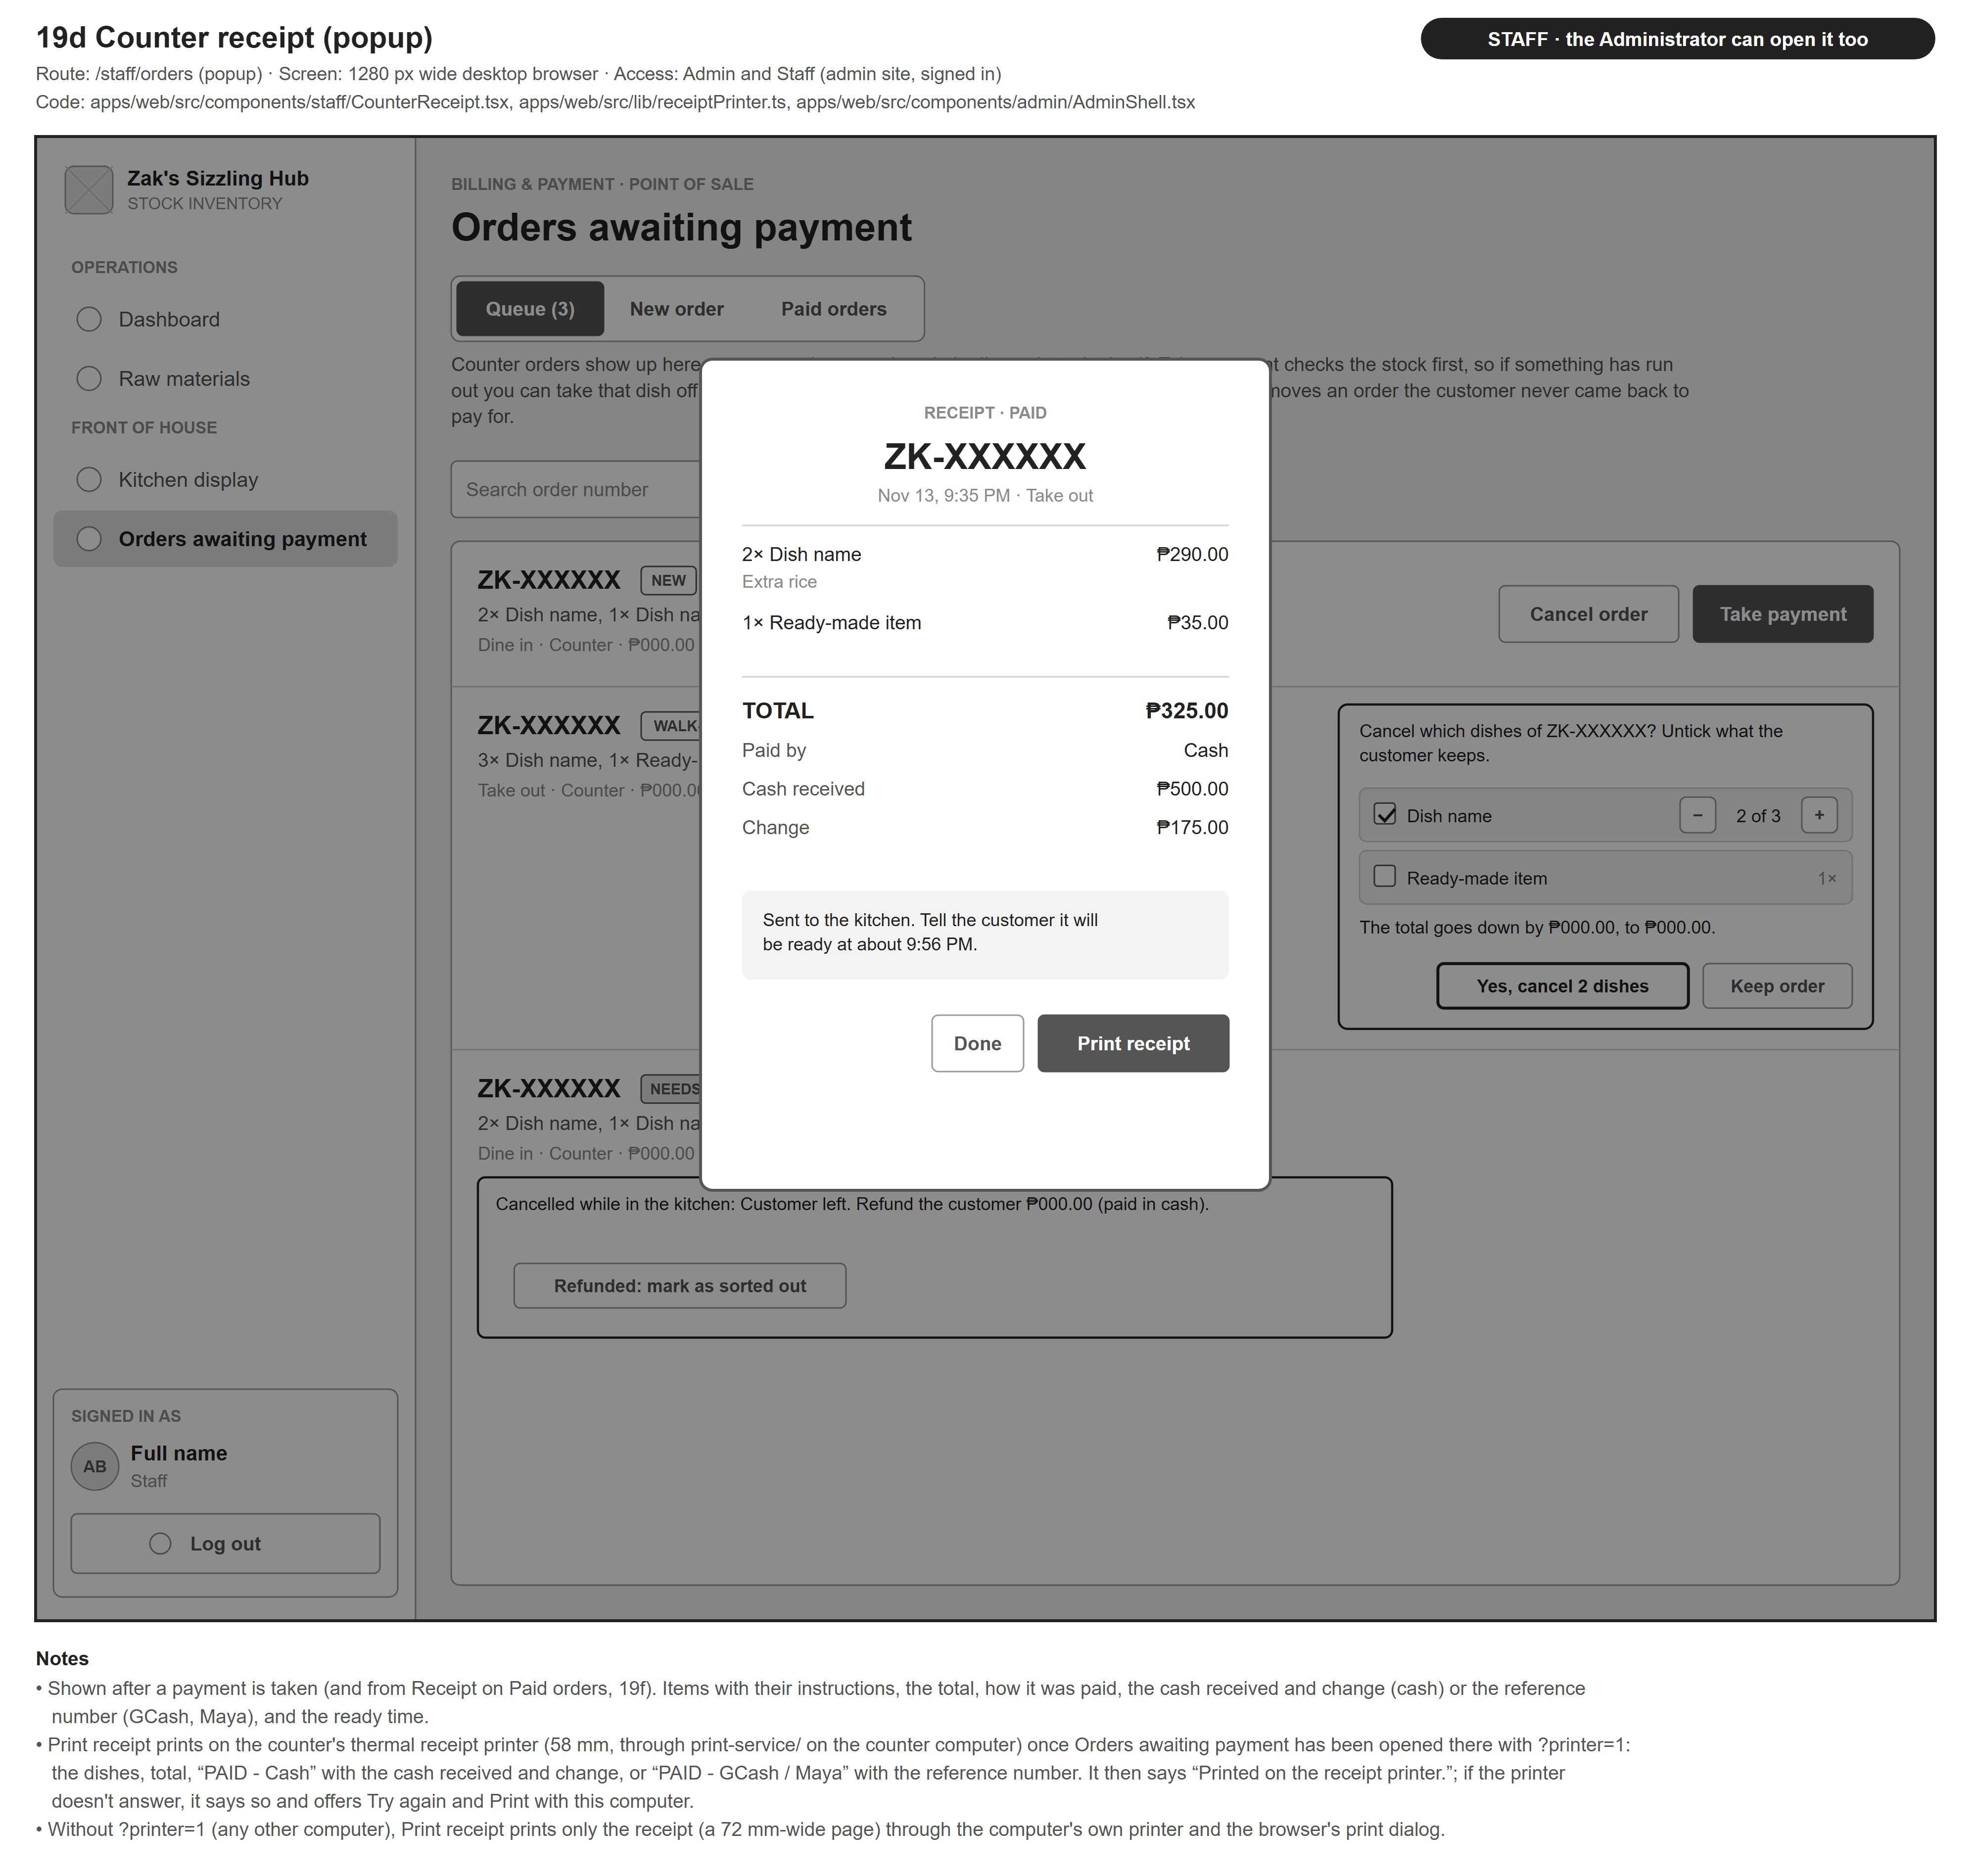 19d Counter receipt (popup)
STAFF · the Administrator can open it too
Route: /staff/orders (popup) · Screen: 1280 px wide desktop browser · Access: Admin and Staff (admin site, signed in)
Code: apps/web/src/components/staff/CounterReceipt.tsx, apps/web/src/lib/receiptPrinter.ts, apps/web/src/components/admin/AdminShell.tsx
Zak's Sizzling Hub
STOCK INVENTORY
OPERATIONS
Dashboard
Raw materials
FRONT OF HOUSE
Kitchen display
Orders awaiting payment
SIGNED IN AS
AB
Full name
Staff
Log out
BILLING & PAYMENT · POINT OF SALE
Orders awaiting payment
Queue (3)
New order
Paid orders
Counter orders show up here
checks the stock first, so if something has run
out you can take that dish off
an order the customer never came back to
pay for.
Search order number
ZK-XXXXXX
NEW
2× Dish name, 1× Dish
Dine in · Counter · ₱000.00
Cancel order
Take payment
ZK-XXXXXX
WALK-
3× Dish name, 1× Ready-
Take out · Counter ·
Cancel which dishes of ZK-XXXXXX? Untick what the
customer keeps.
Dish name
−
2 of 3
+
Ready-made item
1×
The total goes down by ₱000.00, to ₱000.00.
Yes, cancel 2 dishes
Keep order
ZK-XXXXXX
NEEDS
2× Dish name, 1× Dish
Dine in · Counter · ₱000.00
Cancelled while in the kitchen: Customer left. Refund the customer ₱000.00 (paid in cash).
Refunded: mark as sorted out
RECEIPT · PAID
ZK-XXXXXX
Nov 13, 9:35 PM · Take out
2× Dish name
₱290.00
Extra rice
1× Ready-made item
₱35.00
TOTAL
₱325.00
Paid by
Cash
Cash received
₱500.00
Change
₱175.00
Sent to the kitchen. Tell the customer it will
be ready at about 9:56 PM.
Done
Print receipt
Notes
• Shown after a payment is taken (and from Receipt on Paid orders, 19f). Items with their instructions, the total, how it was paid, the cash received and change (cash) or the reference
number (GCash, Maya), and the ready time.
• Print receipt prints on the counter's thermal receipt printer (58 mm, through print-service/ on the counter computer) once Orders awaiting payment has been opened there with ?printer=1:
the dishes, total, “PAID - Cash” with the cash received and change, or “PAID - GCash / Maya” with the reference number. It then says “Printed on the receipt printer.”; if the printer
doesn't answer, it says so and offers Try again and Print with this computer.
• Without ?printer=1 (any other computer), Print receipt prints only the receipt (a 72 mm-wide page) through the computer's own printer and the browser's print dialog.